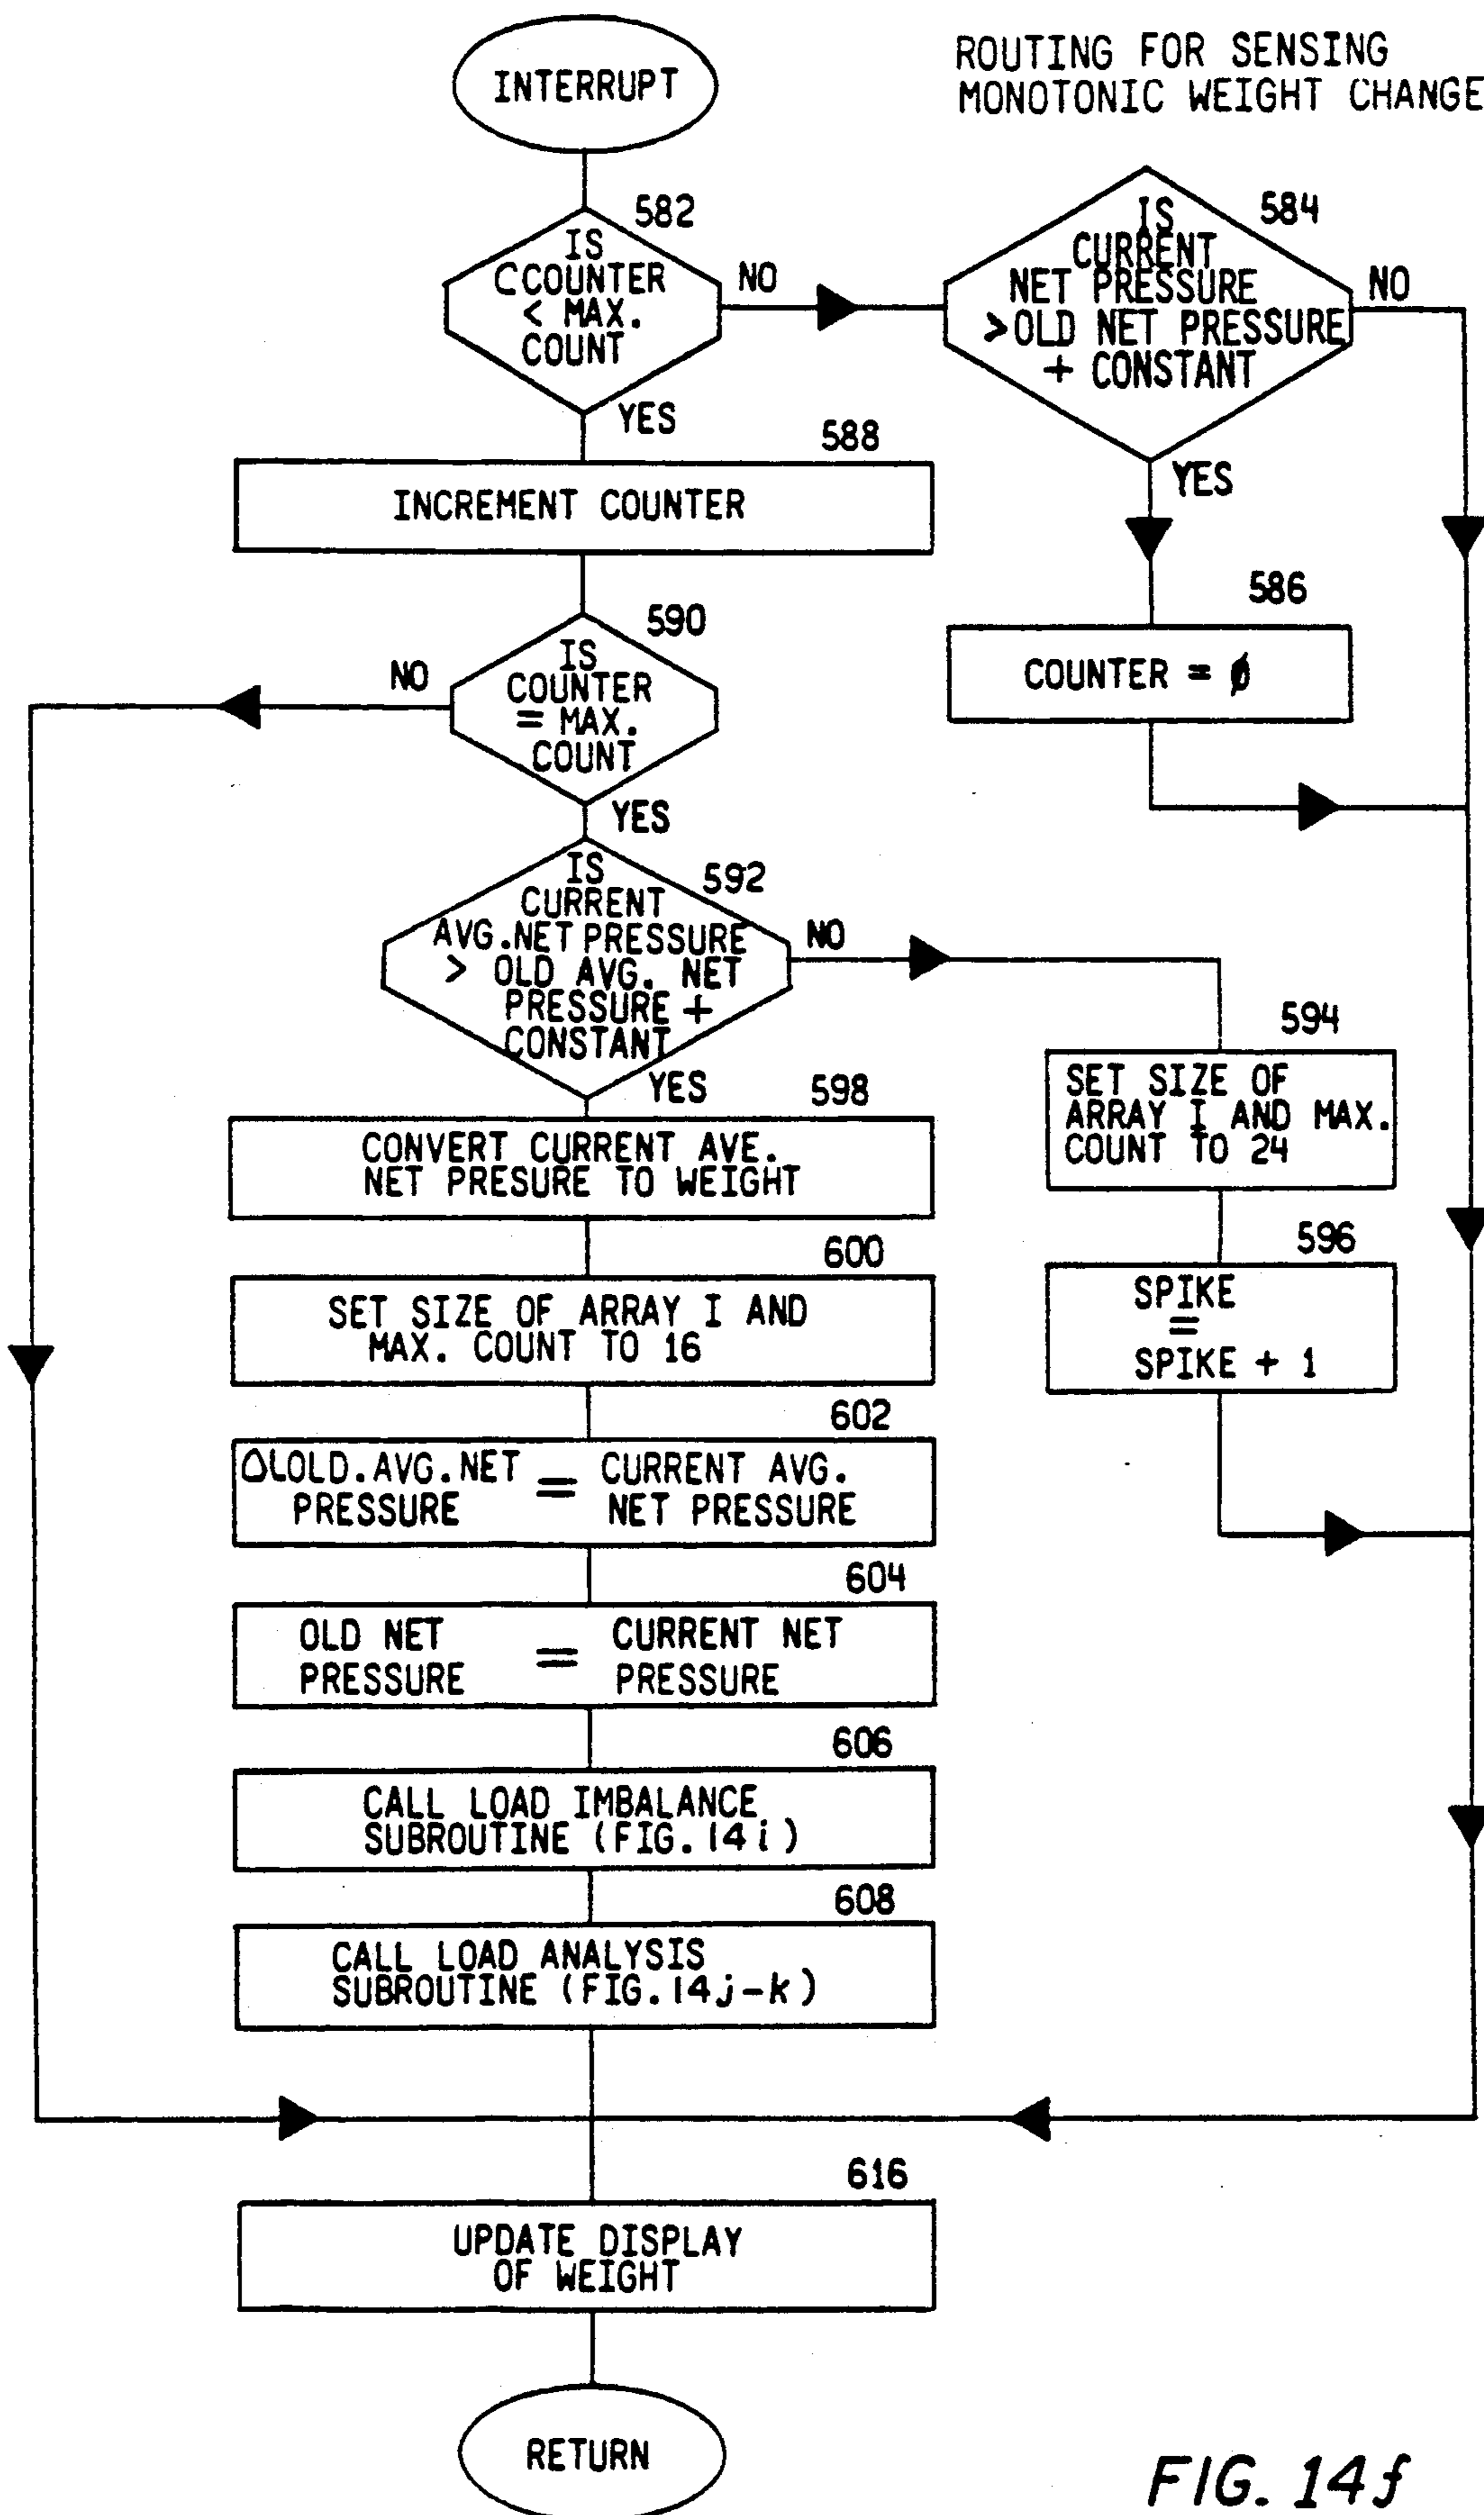 INTERRUPT
ROUTING FOR SENSING
MONOTONIC WEIGHT CHANGE
582
IS
CCOUNTER
< MAX.
COUNT
NO
YES
584
IS
CURRENT
NET PRESSURE
>OLD NET PRESSURE
+ CONSTANT
NO
YES
588
INCREMENT COUNTER
586
COUNTER = Ø
590
IS
COUNTER
= MAX.
COUNT
NO
YES
592
IS
CURRENT
AVG.NET PRESSURE
> OLD AVG. NET
PRESSURE +
CONSTANT
NO
YES
594
SET SIZE OF
ARRAY I AND MAX.
COUNT TO 24
596
SPIKE
=
SPIKE + 1
598
CONVERT CURRENT AVE.
NET PRESURE TO WEIGHT
600
SET SIZE OF ARRAY I AND
MAX. COUNT TO 16
602
OLOLD.AVG.NET = CURRENT AVG.
PRESSURE NET PRESSURE
604
OLD NET = CURRENT NET
PRESSURE PRESSURE
606
CALL LOAD IMBALANCE
SUBROUTINE (FIG.14i)
608
CALL LOAD ANALYSIS
SUBROUTINE (FIG.14j-k)
616
UPDATE DISPLAY
OF WEIGHT
RETURN
FIG. 14f